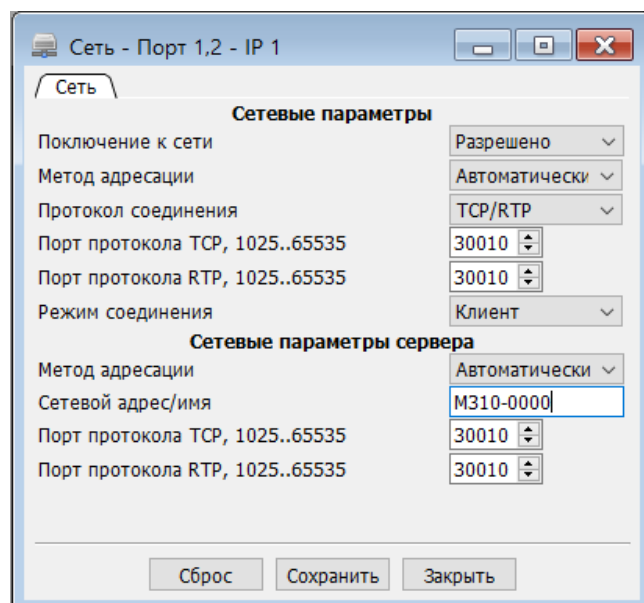 Сеть - Порт 1,2 - IP 1
Сеть
Сетевые параметры
Поключение к сети Разрешено
Метод адресации Автоматически
Протокол соединения TCP/RTP
Порт протокола TCP, 1025..65535 30010
Порт протокола RTP, 1025..65535 30010
Режим соединения Клиент
Сетевые параметры сервера
Метод адресации Автоматически
Сетевой адрес/имя M310-0000
Порт протокола TCP, 1025..65535 30010
Порт протокола RTP, 1025..65535 30010
Сброс Сохранить Закрыть